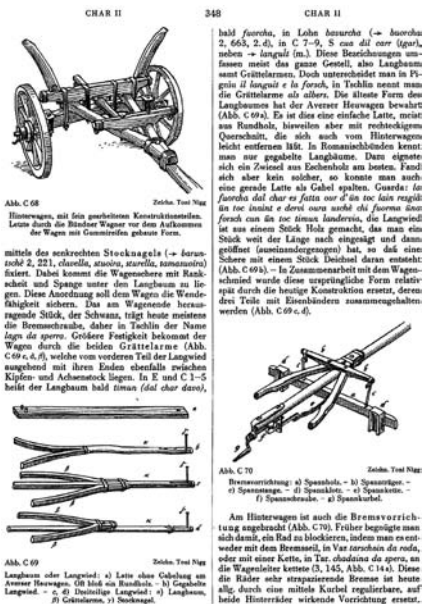 CHAR II
348
CHAR II
Abb. C 68
Zeichn. Toni Nigg
Hinterwagen, mit fein gearbeiteten Konstruktionsteilen.
Letzte durch die Bündner Wagner vor dem Aufkommen
der Wagen mit Gummireifen gebaute Form.
mittels des senkrechten Stocknagels (→ barun-
sché 2, 221, clavella, stuoira, sturella, tamaswoira)
fixiert. Dabei kommt die Wagenschere mit Rank-
scheit und Spange unter den Langbaum zu lie-
gen. Diese Anordnung soll dem Wagen die Wende-
fähigkeit sichern. Das am Wagenende heraus-
ragende Stück, der Schwanz, trägt heute meistens
die Bremsschraube, daher in Tschlin der Name
lagn da sperra. Größere Festigkeit bekommt der
Wagen durch die beiden Grättelarme (Abb.
C 69 c, d, β), welche vom vorderen Teil der Langwied
ausgehend mit ihren Enden ebenfalls zwischen
Kipfen- und Achsenstock liegen. In E und C 1–5
heißt der Langbaum bald timun (dal char davo),
Abb. C 69
Zeichn. Toni Nigg
Langbaum oder Langwied: a) Latte ohne Gabelung am
Averser Heuwagen. Oft bloß ein Rundholz. – b) Gegabelte
Langwied. – c, d) Dreiteilige Langwied: α) Langbaum,
β) Grättelarme, γ) Stocknagel.
bald fuorcha, in Lohn bavurcha (→ buorcha
2, 663, 2. d), in C 7–9, S cua dil carr (tgar),
neben → languit (m.). Diese Bezeichnungen um-
fassen meist das ganze Gestell, also Langbaum
samt Grättelarmen. Doch unterscheidet man in Pi-
gniu il languit e la forsch, in Tschlin nennt man
die Grättelarme als albers. Die älteste Form des
Langbaumes hat der Averser Heuwagen bewahrt
(Abb. C 69 a). Es ist dies eine einfache Latte, meist
aus Rundholz, bisweilen aber mit rechteckigem
Querschnitt, die sich auch vom Hinterwagen
leicht entfernen läßt. In Romanischbünden kennt
man nur gegabelte Langbäume. Dazu eignete
sich ein Zwiesel aus Eschenholz am besten. Fand
sich aber kein solcher, so konnte man auch
eine gerade Latte als Gabel spalten. Guarda: la
fuorcha dal char es fatta our d'ün toc lain rasgià
ün toc inaint e dervi oura usché chi fuorma üna
forsch cun ün toc timun landervia, die Langwied
ist aus einem Stück Holz gemacht, das man ein
Stück weit der Länge nach eingesägt und dann
geöffnet (auseinandergezogen) hat, so daß eine
Schere mit einem Stück Deichsel daran entsteht
(Abb. C 69 b). – In Zusammenarbeit mit dem Wagen-
schmied wurde diese ursprüngliche Form relativ
spät durch die heutige Konstruktion ersetzt, deren
drei Teile mit Eisenbändern zusammengehalten
werden (Abb. C 69 c, d).
Abb. C 70
Zeichn. Toni Nigg
Bremsvorrichtung: a) Spannholz. – b) Spannträger. –
c) Spannstange. – d) Spannklotz. – e) Spannkette. –
f) Spannschraube. – g) Spannkurbel.
Am Hinterwagen ist auch die Bremsvorrich-
tung angebracht (Abb. C 70). Früher begnügte man
sich damit, ein Rad zu blockieren, indem man es ent-
weder mit dem Bremsseil, in Vaz tarschein da roda,
oder mit einer Kette, in Tar. chadaina da spera, an
die Wagenleiter kettete (3, 145, Abb. C 14a). Diese
die Räder sehr strapazierende Bremse ist heute
allg. durch eine mittels Kurbel regulierbare, auf
beide Hinterräder wirkende Vorrichtung ersetzt.